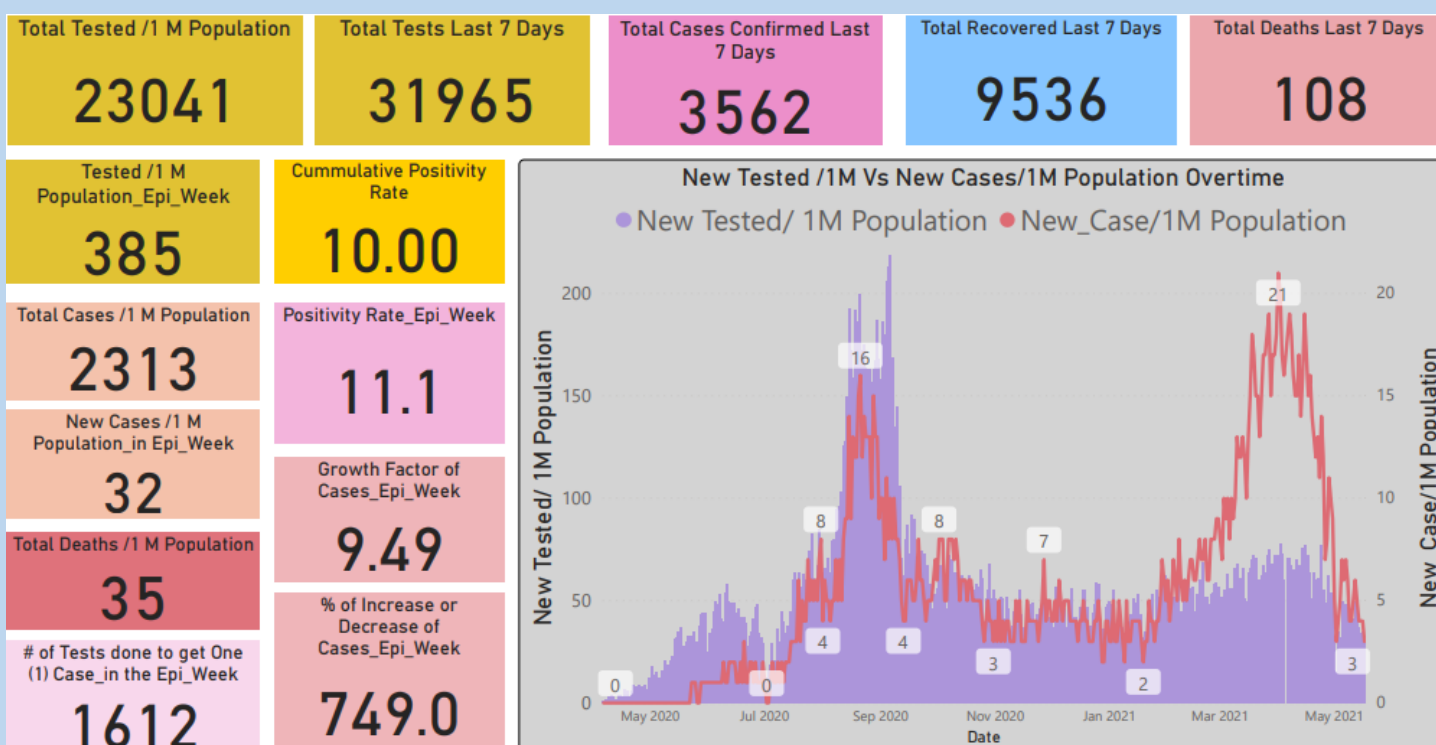 Total Tested /1 M Population
23041
Total Tests Last 7 Days
31965
Total Cases Confirmed Last
7 Days
3562
Total Recovered Last 7 Days
9536
Total Deaths Last 7 Days
108
Tested /1 M
Population_Epi_Week
385
Cummulative Positivity
Rate
10.00
Total Cases /1 M Population
2313
Positivity Rate_Epi_Week
11.1
New Cases /1 M
Population_in Epi_Week
32
Growth Factor of
Cases_Epi_Week
9.49
Total Deaths /1 M Population
35
% of Increase or
Decrease of
Cases_Epi_Week
749.0
# of Tests done to get One
(1) Case_in the Epi_Week
1612
New Tested /1M Vs New Cases/1M Population Overtime
New Tested/ 1M Population
New_Case/1M Population
New Tested/ 1M Population
200
150
100
50
0
20
15
10
5
0
New_Case/1M Population
0
0
8
4
16
4
8
3
7
2
21
3
May 2020
Jul 2020
Sep 2020
Nov 2020
Jan 2021
Mar 2021
May 2021
Date